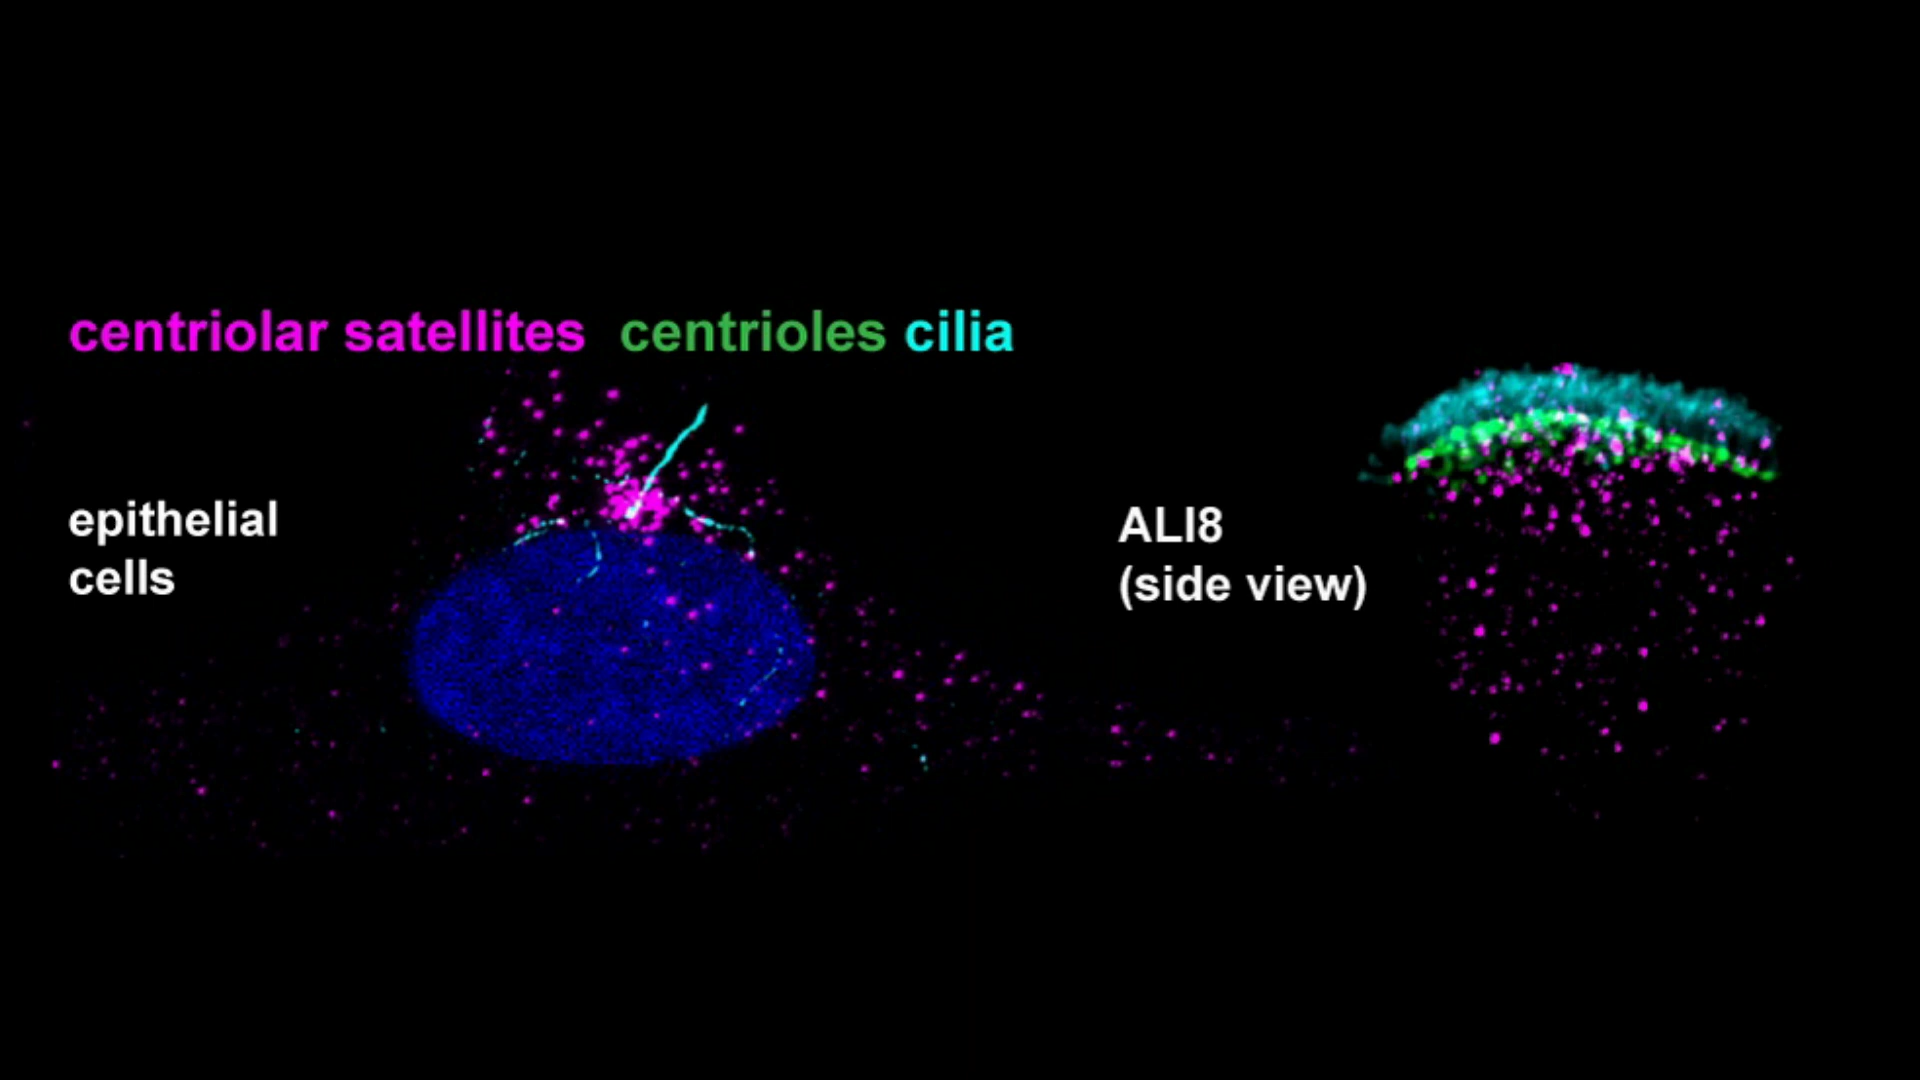 centriolar satellites centrioles cilia
epithelial
cells
ALI8
(side view)